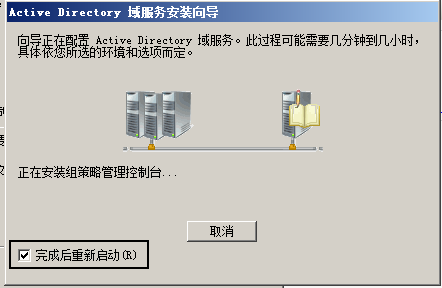 Active Directory 域服务安装向导
向导正在配置 Active Directory 域服务。此过程可能需要几分钟到几小时，
具体依您所选的环境和选项而定。
正在安装组策略管理控制台...
取消
完成后重新启动(R)